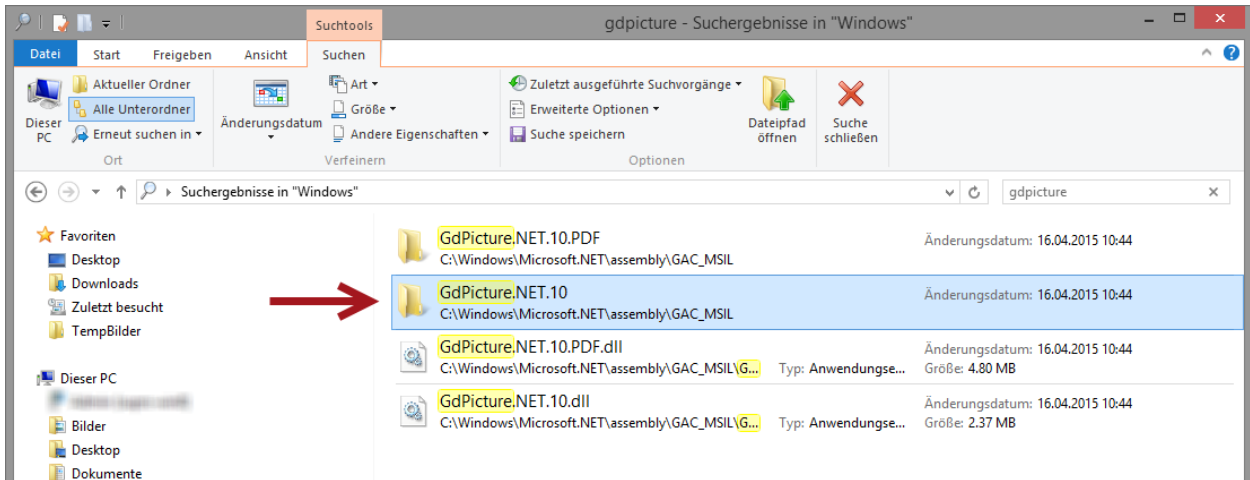 Suchtools
gdpicture - Suchergebnisse in "Windows"
Datei Start Freigeben Ansicht Suchen
Dieser PC
Aktueller Ordner
Alle Unterordner
Erneut suchen in
Ort
Änderungsdatum
Art
Größe
Andere Eigenschaften
Verfeinern
Zuletzt ausgeführte Suchvorgänge
Erweiterte Optionen
Suche speichern
Optionen
Dateipfad
öffnen
Suche
schließen
Suchergebnisse in "Windows"
gdpicture
Favoriten
Desktop
Downloads
Zuletzt besucht
TempBilder
Dieser PC
Bilder
Desktop
Dokumente
GdPicture.NET.10.PDF
C:\Windows\Microsoft.NET\assembly\GAC_MSIL
Änderungsdatum: 16.04.2015 10:44
GdPicture.NET.10
C:\Windows\Microsoft.NET\assembly\GAC_MSIL
Änderungsdatum: 16.04.2015 10:44
GdPicture.NET.10.PDF.dll
C:\Windows\Microsoft.NET\assembly\GAC_MSIL\G... Typ: Anwendungse...
Änderungsdatum: 16.04.2015 10:44
Größe: 4.80 MB
GdPicture.NET.10.dll
C:\Windows\Microsoft.NET\assembly\GAC_MSIL\G... Typ: Anwendungse...
Änderungsdatum: 16.04.2015 10:44
Größe: 2.37 MB